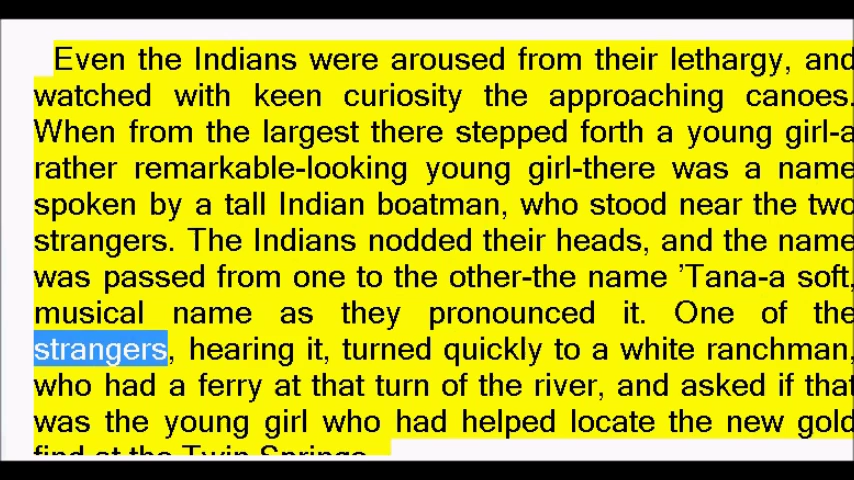 Even the Indians were aroused from their lethargy, and
watched with keen curiosity the approaching canoes.
When from the largest there stepped forth a young girl-a
rather remarkable-looking young girl-there was a name
spoken by a tall Indian boatman, who stood near the two
strangers. The Indians nodded their heads, and the name
was passed from one to the other-the name ’Tana-a soft,
musical name as they pronounced it. One of the
strangers, hearing it, turned quickly to a white ranchman,
who had a ferry at that turn of the river, and asked if that
was the young girl who had helped locate the new gold
find at the Twin Springs.